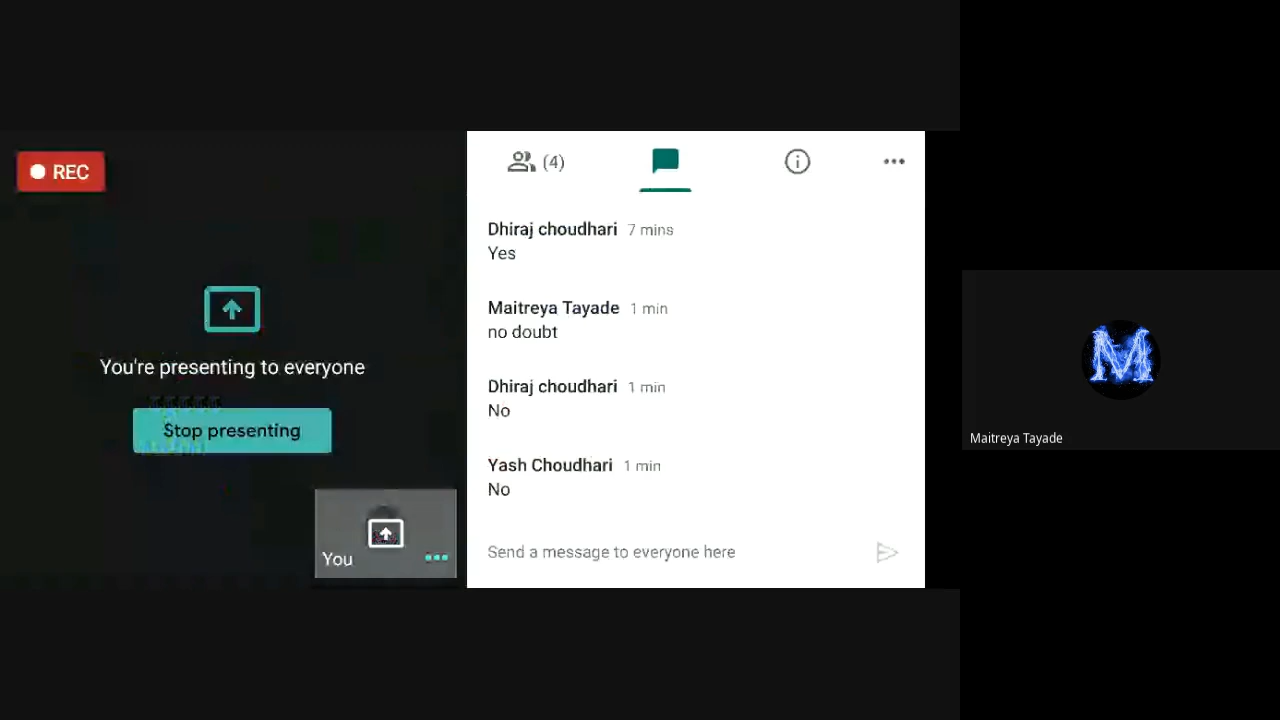 REC
You're presenting to everyone
Stop presenting
You
(4)
Dhiraj choudhari 7 mins
Yes
Maitreya Tayade 1 min
no doubt
Dhiraj choudhari 1 min
No
Yash Choudhari 1 min
No
Send a message to everyone here
M
Maitreya Tayade